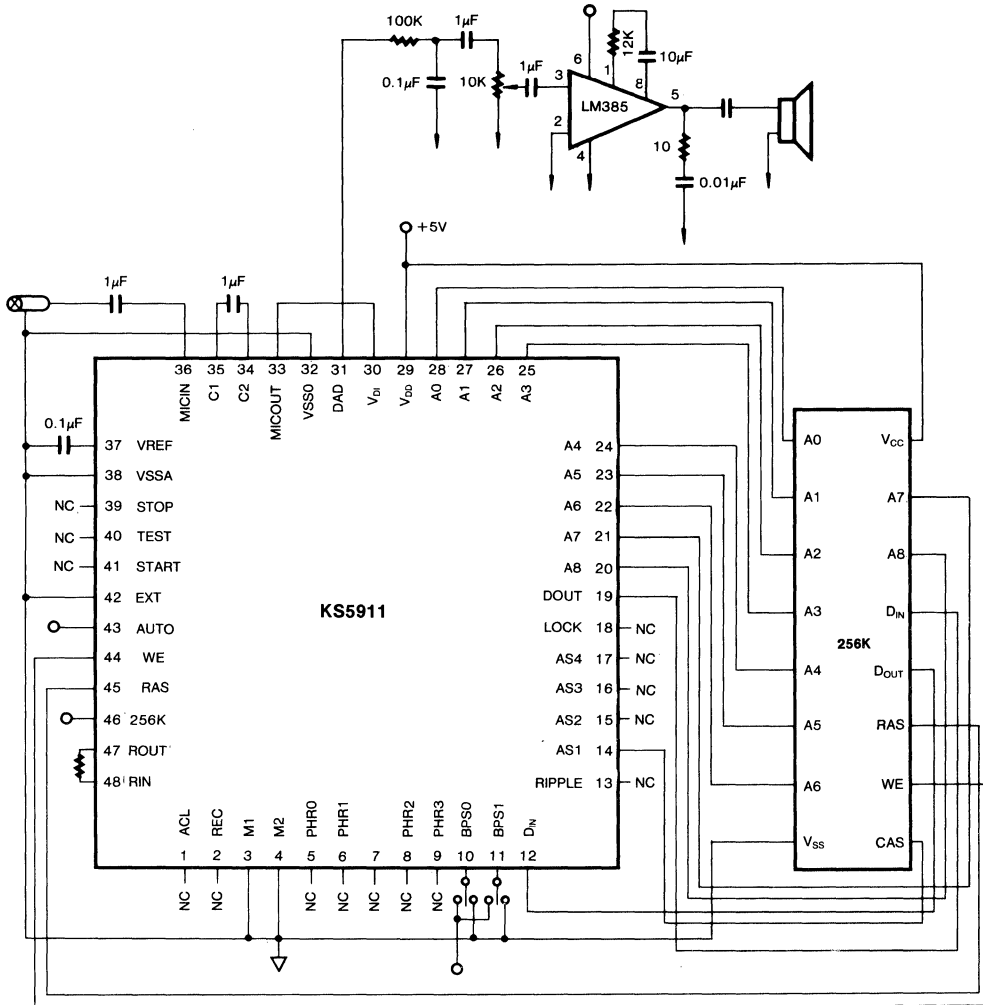 100K
1μF
0.1μF
10K
1μF
12K
10μF
6
1
8
3
LM385
5
2
4
10
0.01μF
+5V
1μF
1μF
36 35 34 33 32 31 30 29 28 27 26 25
MICIN C1 C2 MICOUT VSS0 DAD VDI VDD A0 A1 A2 A3
0.1μF
37 VREF
38 VSSA
NC 39 STOP
NC 40 TEST
NC 41 START
42 EXT
43 AUTO
44 WE
45 RAS
46 256K
47 ROUT
48 RIN
KS5911
A4 24
A5 23
A6 22
A7 21
A8 20
DOUT 19
LOCK 18 NC
AS4 17 NC
AS3 16 NC
AS2 15 NC
AS1 14
RIPPLE 13 NC
ACL REC M1 M2 PHR0 PHR1 PHR2 PHR3 BPS0 BPS1 DIN
1 2 3 4 5 6 7 8 9 10 11 12
NC NC NC NC NC NC NC
256K
A0 VCC
A1 A7
A2 A8
A3 DIN
A4 DOUT
A5 RAS
A6 WE
VSS CAS